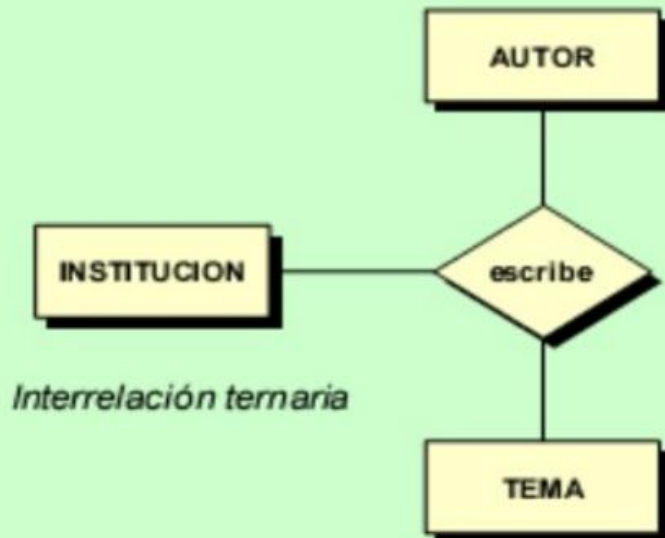 AUTOR
INSTITUCION
escribe
Interrelación ternaria
TEMA